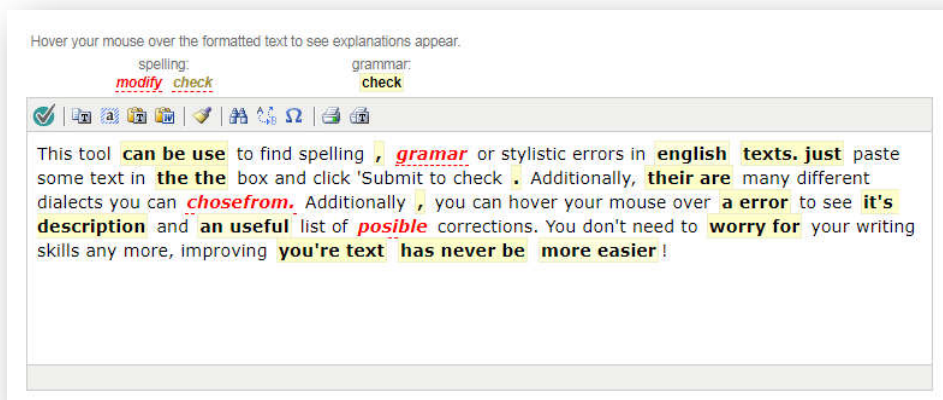 Hover your mouse over the formatted text to see explanations appear.
spelling: grammar:
modify check check
This tool can be use to find spelling , gramar or stylistic errors in english texts. just paste
some text in the the box and click 'Submit to check . Additionally, their are many different
dialects you can chosefrom. Additionally , you can hover your mouse over a error to see it's
description and an useful list of posible corrections. You don't need to worry for your writing
skills any more, improving you're text has never be more easier !